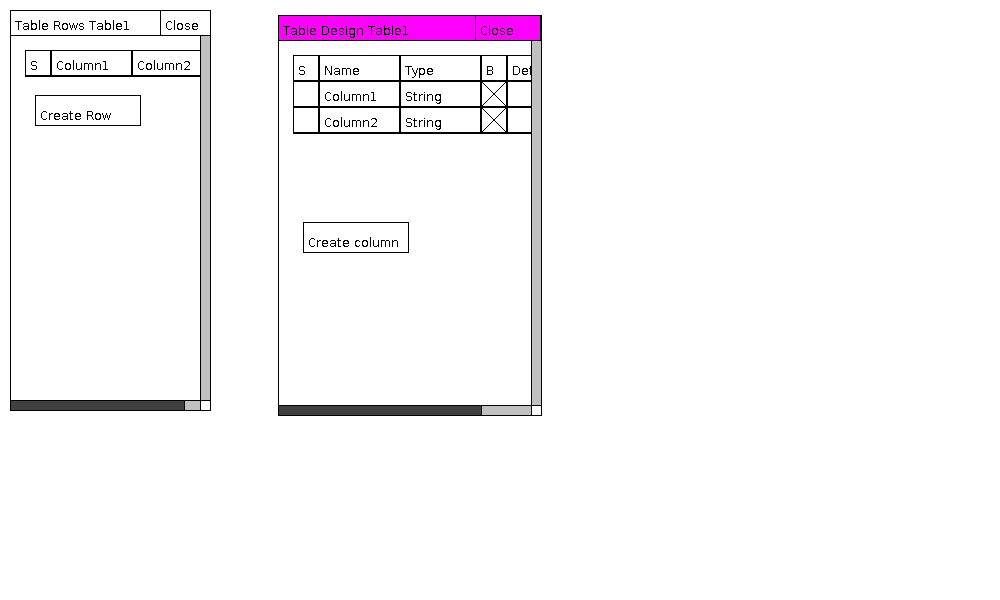 Table Rows Table1 Close
S Column1 Column2
Create Row
Table Design Table1 Close
S Name Type B Def
Column1 String
Column2 String
Create column